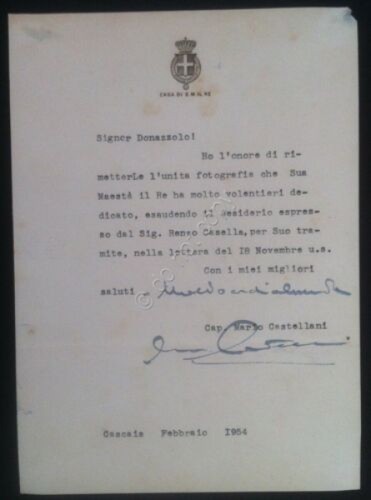 CASA DI S.M. IL RE
Signor Donazzolo!
Ho l'onore di ri-
metterLe l'unita fotografia che Sua
Maestà il Re ha molto volentieri de-
dicato, esaudendo il desiderio espres-
so dal Sig. Renzo Casella, per Suo tra-
mite, nella lettera del 18 Novembre u.s.
Con i miei migliori
saluti -
Cap. Mario Castellani
Cascais Febbraio 1954